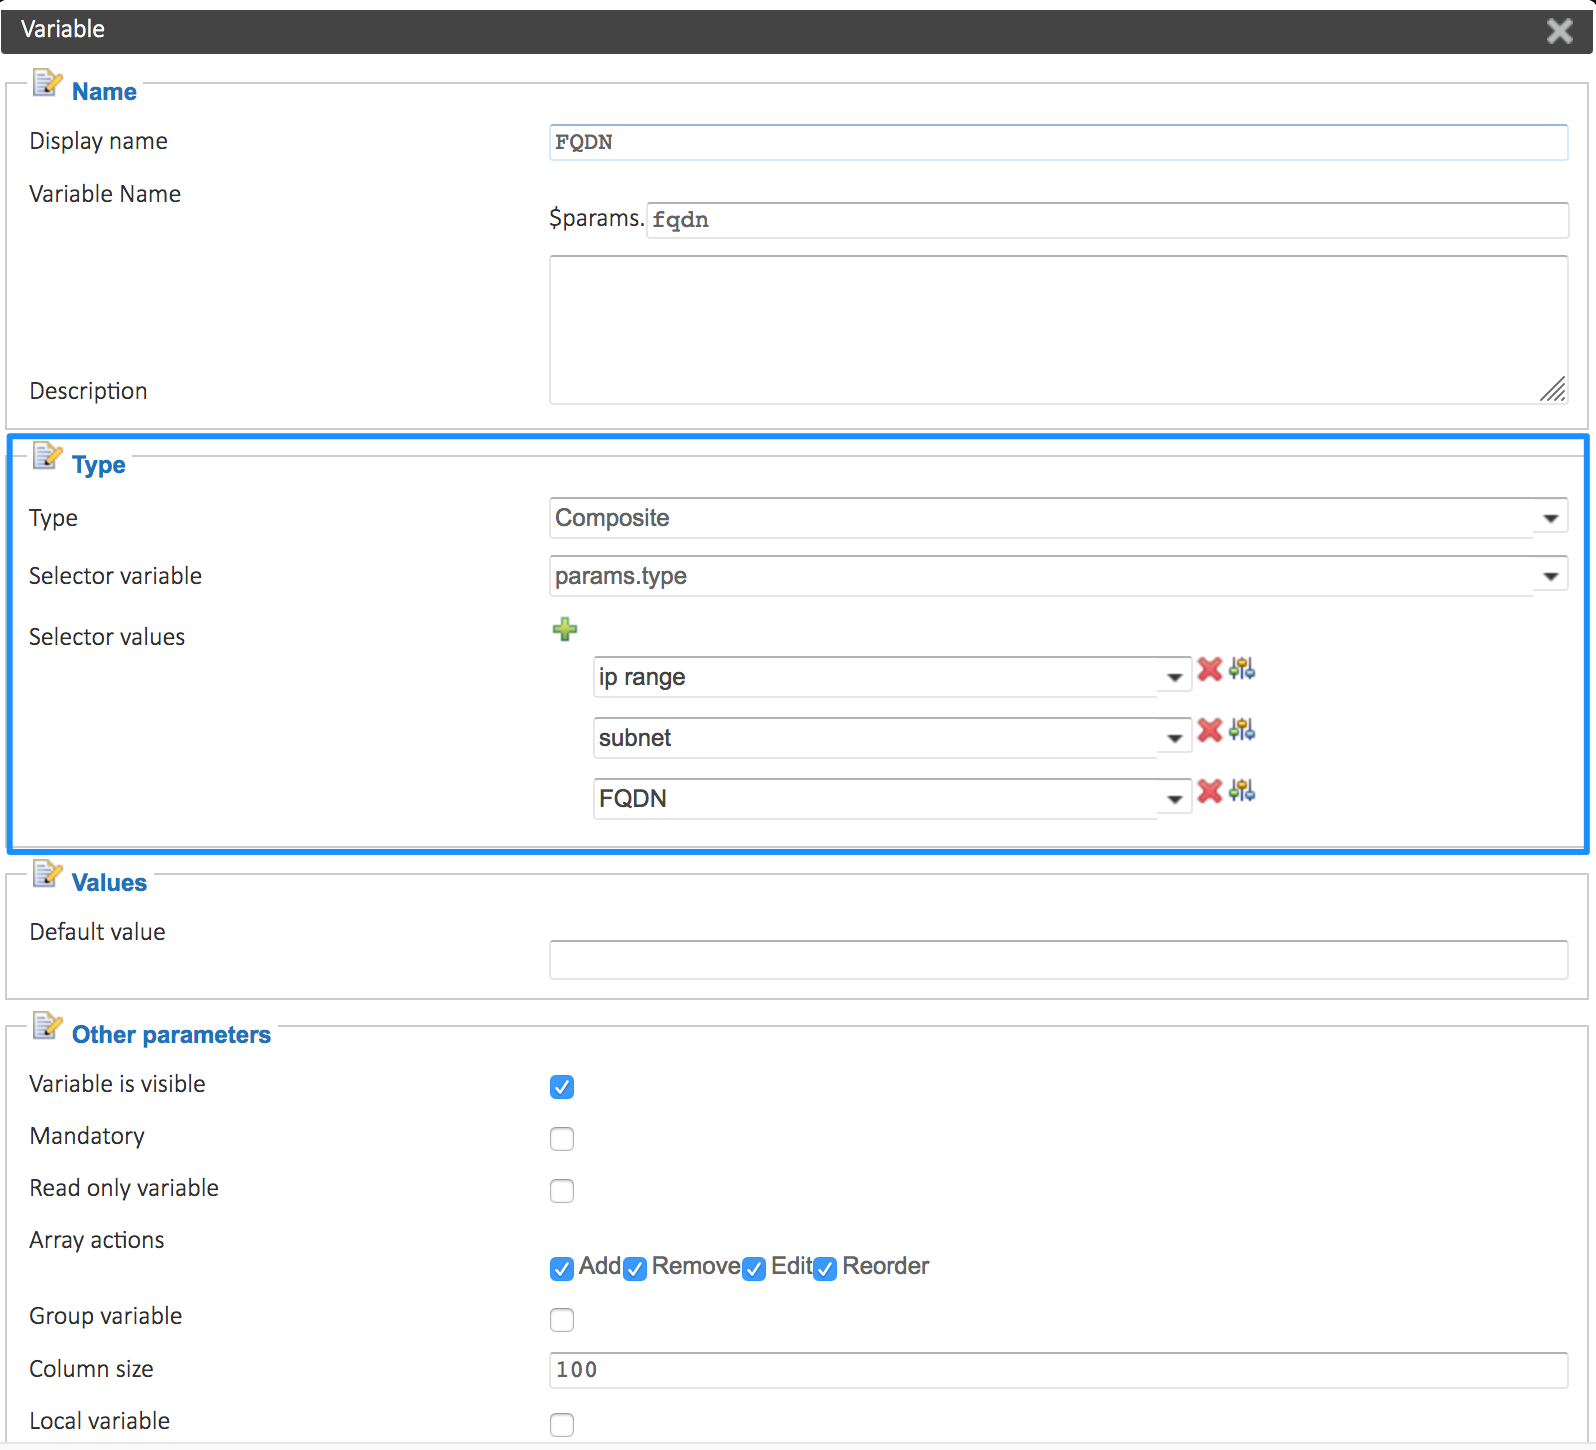 Variable
Name
Display name
FQDN
Variable Name
$params. fqdn
Description
Type
Type
Composite
Selector variable
params.type
Selector values
ip range
subnet
FQDN
Values
Default value
Other parameters
Variable is visible
Mandatory
Read only variable
Array actions
Add Remove Edit Reorder
Group variable
Column size
100
Local variable